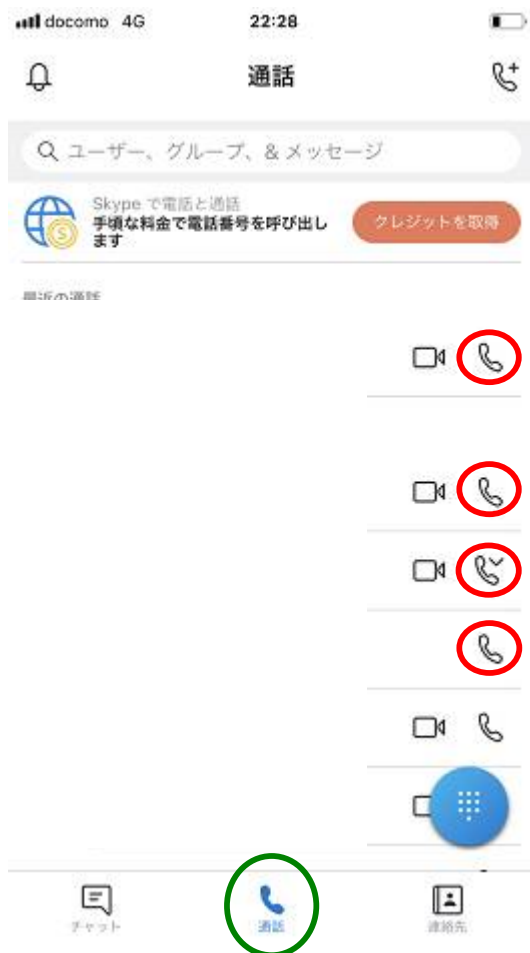 docomo 4G 22:28
通話
ユーザー、グループ、& メッセージ
Skype で電話と通話
手頃な料金で電話番号を呼び出し
ます
クレジットを取得
最近の通話
チャット 通話 連絡先